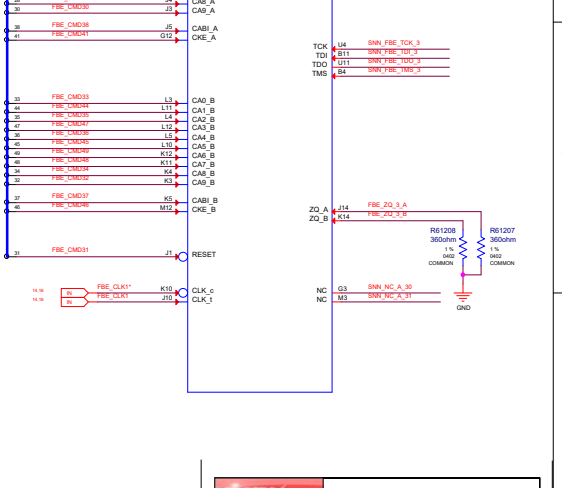 CA8_A
30 FBE_CMD30 J3 CA9_A
38 FBE_CMD38 J5 CABI_A
41 FBE_CMD41 G12 CKE_A
TCK U4 SNN_FBE_TCK_3
TDI B11 SNN_FBE_TDI_3
TDO U11 SNN_FBE_TDO_3
TMS B4 SNN_FBE_TMS_3
33 FBE_CMD33 L3 CA0_B
44 FBE_CMD44 L11 CA1_B
35 FBE_CMD35 L4 CA2_B
47 FBE_CMD47 L12 CA3_B
36 FBE_CMD36 L5 CA4_B
45 FBE_CMD45 L10 CA5_B
49 FBE_CMD49 K12 CA6_B
48 FBE_CMD48 K11 CA7_B
34 FBE_CMD34 K4 CA8_B
32 FBE_CMD32 K3 CA9_B
37 FBE_CMD37 K5 CABI_B
46 FBE_CMD46 M12 CKE_B
ZQ_A J14 FBE_ZQ_3_A
ZQ_B K14 FBE_ZQ_3_B
R61208 R61207
360ohm 360ohm
1 % 1 %
0402 0402
COMMON COMMON
GND
31 FBE_CMD31 J1 RESET
14,16 IN FBE_CLK1* K10 CLK_c
14,16 IN FBE_CLK1 J10 CLK_t
NC G3 SNN_NC_A_30
NC M3 SNN_NC_A_31